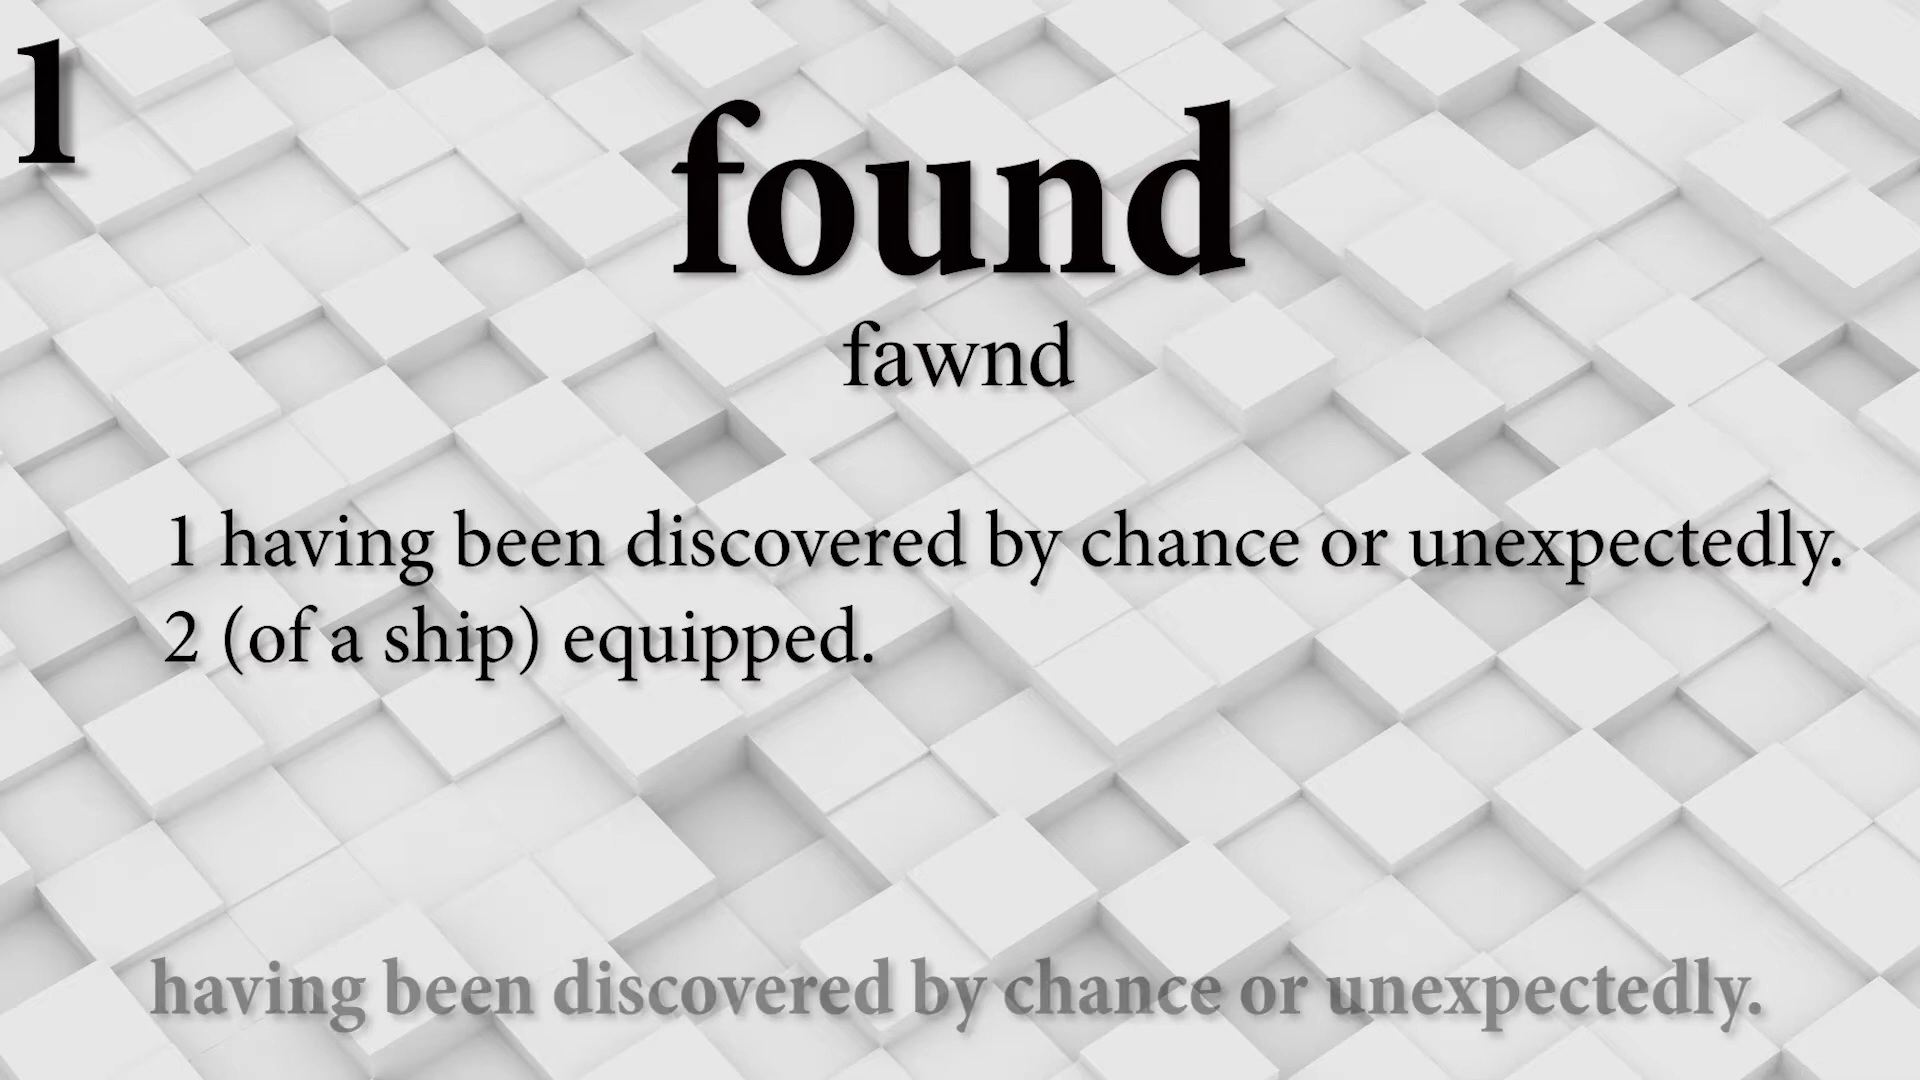 1
found
fawnd
1 having been discovered by chance or unexpectedly.
2 (of a ship) equipped.
having been discovered by chance or unexpectedly.